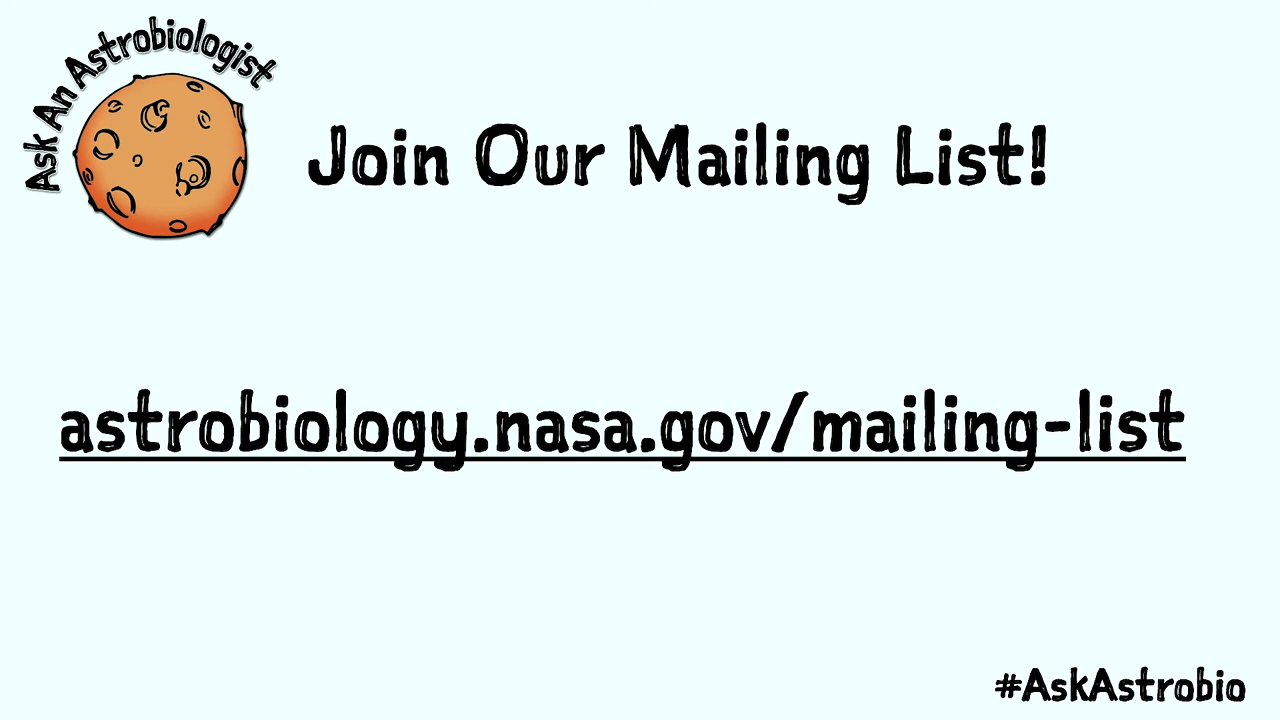 Ask An Astrobiologist
Join Our Mailing List!
astrobiology.nasa.gov/mailing-list
#AskAstrobio